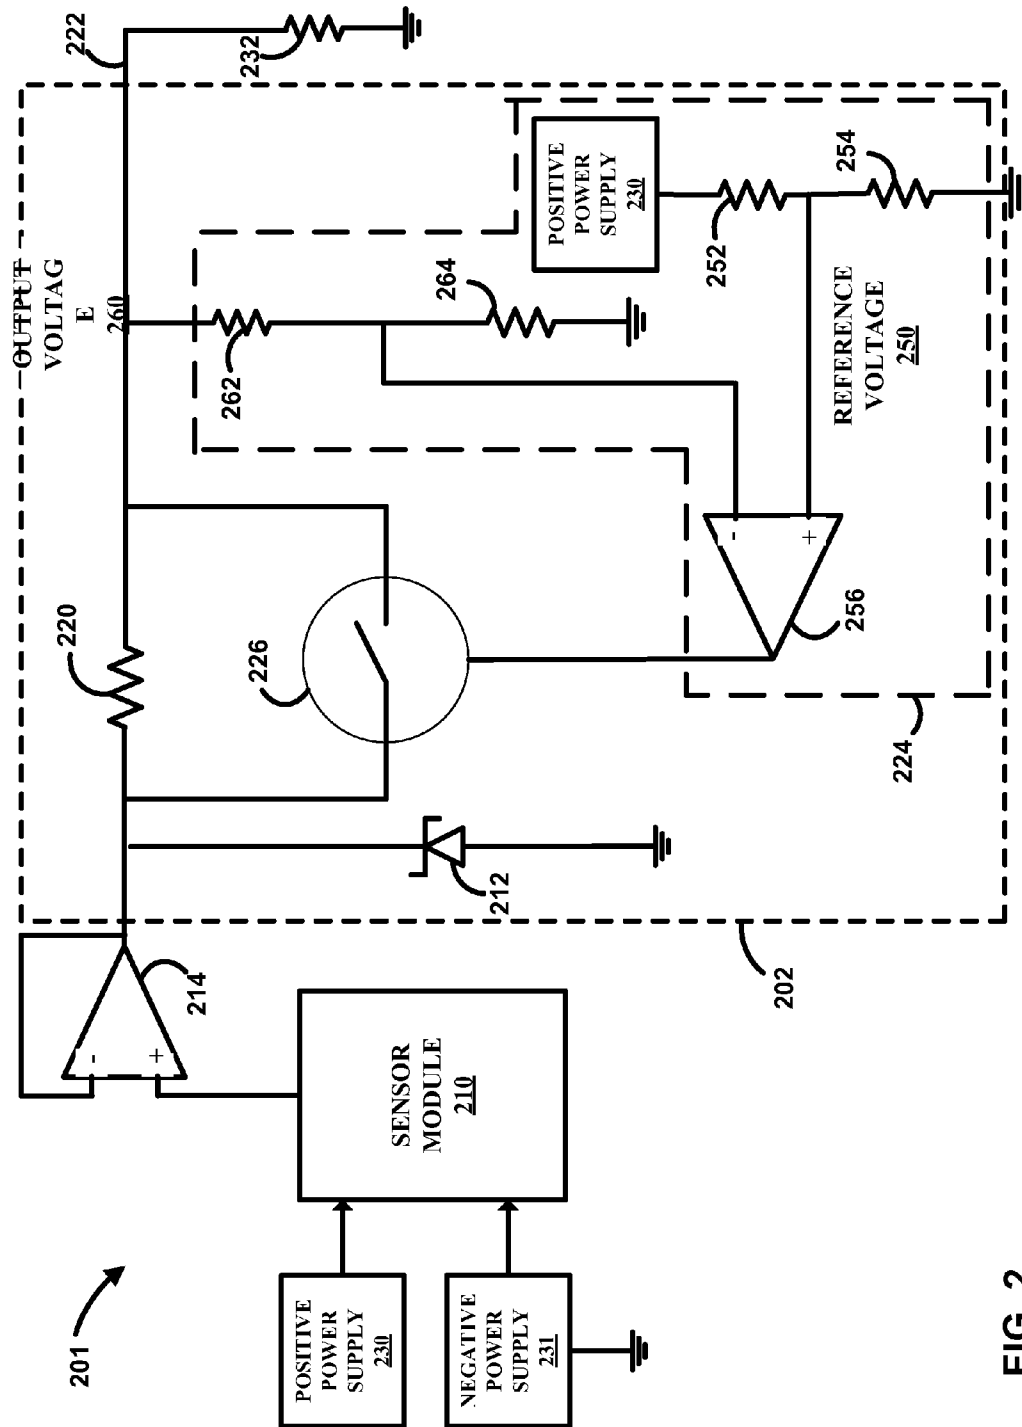 201
214
220
OUTPUT
VOLTAG
E
260
222
232
POSITIVE
POWER
SUPPLY
230
NEGATIVE
POWER
SUPPLY
231
SENSOR
MODULE
210
-
+
212
226
262
264
POSITIVE
POWER
SUPPLY
230
252
254
-
+
256
REFERENCE
VOLTAGE
250
224
202
FIG. 2